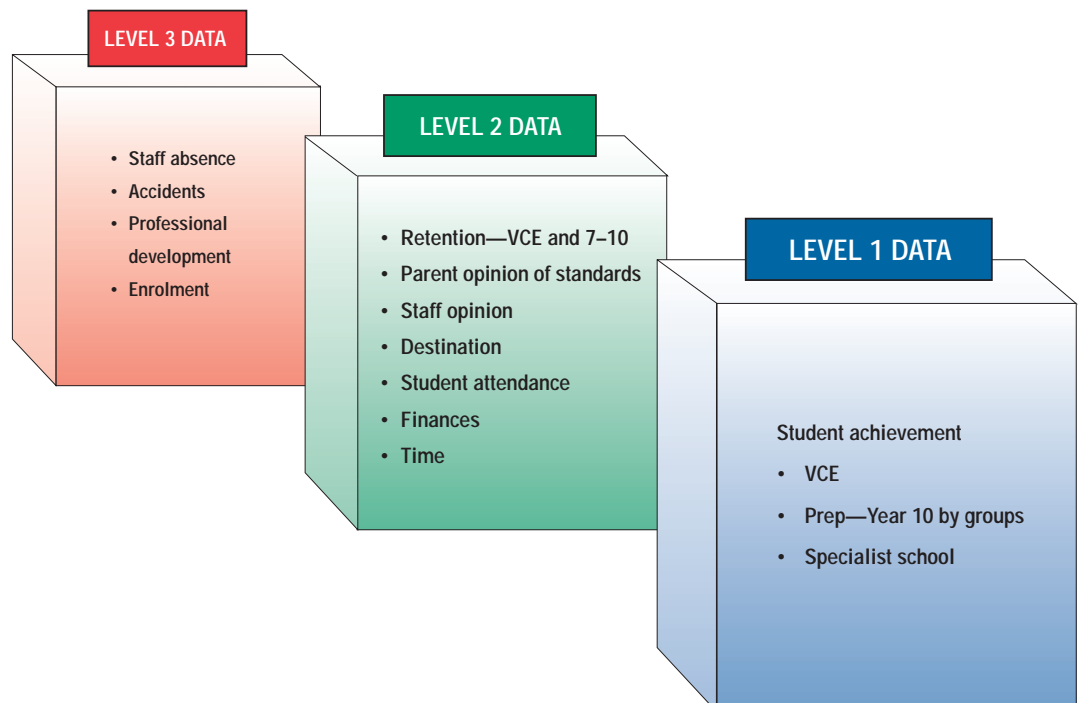 LEVEL 3 DATA
• Staff absence
• Accidents
• Professional
development
• Enrolment
LEVEL 2 DATA
• Retention—VCE and 7–10
• Parent opinion of standards
• Staff opinion
• Destination
• Student attendance
• Finances
• Time
LEVEL 1 DATA
Student achievement
• VCE
• Prep—Year 10 by groups
• Specialist school